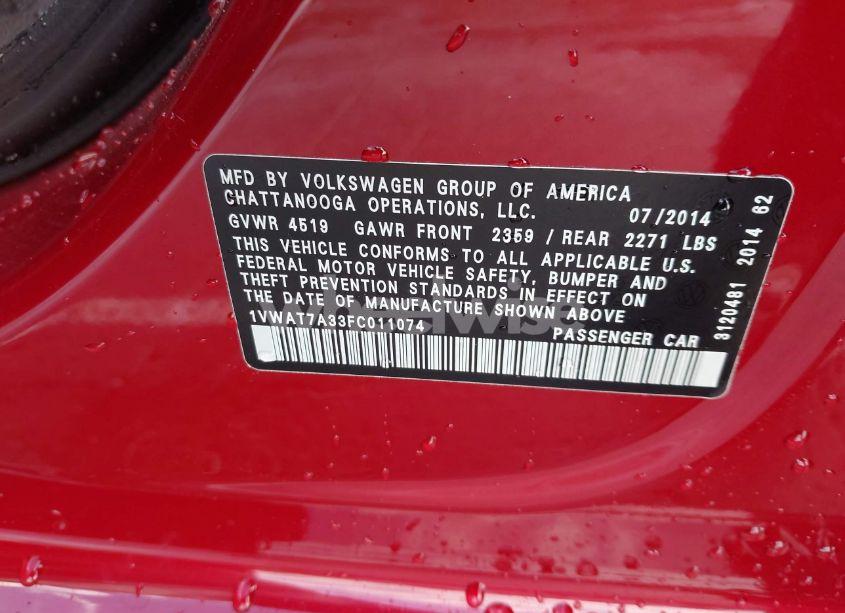 MFD BY VOLKSWAGEN GROUP OF AMERICA
CHATTANOOGA OPERATIONS, LLC. 07/2014
GVWR 4519 GAWR FRONT 2359 / REAR 2271 LBS
THIS VEHICLE CONFORMS TO ALL APPLICABLE U.S.
FEDERAL MOTOR VEHICLE SAFETY, BUMPER AND
THEFT PREVENTION STANDARDS IN EFFECT ON
THE DATE OF MANUFACTURE SHOWN ABOVE
1VWAT7A33FC011074 PASSENGER CAR
3120481 2014 62